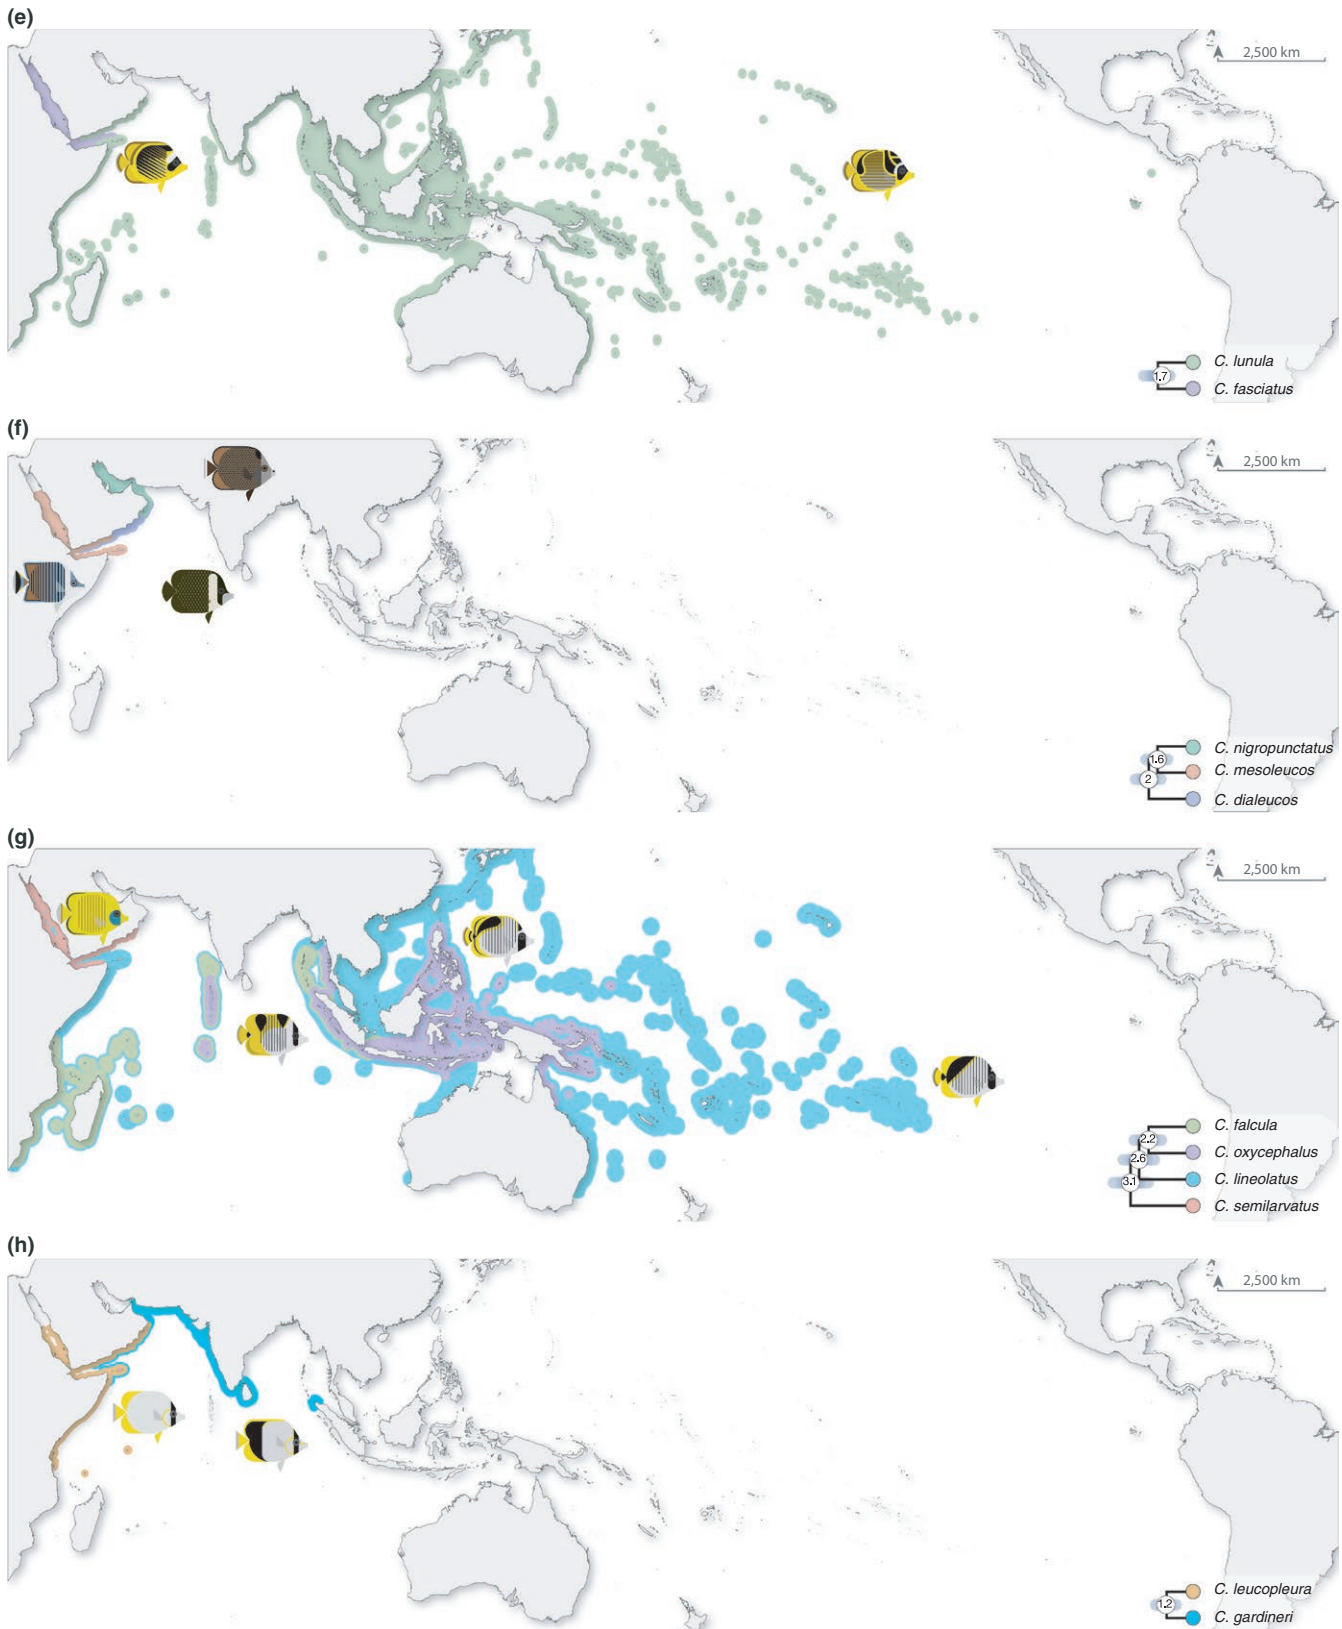 (e)
2,500 km
C. lunula
1.7
C. fasciatus
(f)
2,500 km
C. nigropunctatus
1.6
C. mesoleucos
2
C. dialeucos
(g)
2,500 km
C. falcula
2.2
C. oxycephalus
2.6
C. lineolatus
3.1
C. semilarvatus
(h)
2,500 km
C. leucopleura
1.2
C. gardineri